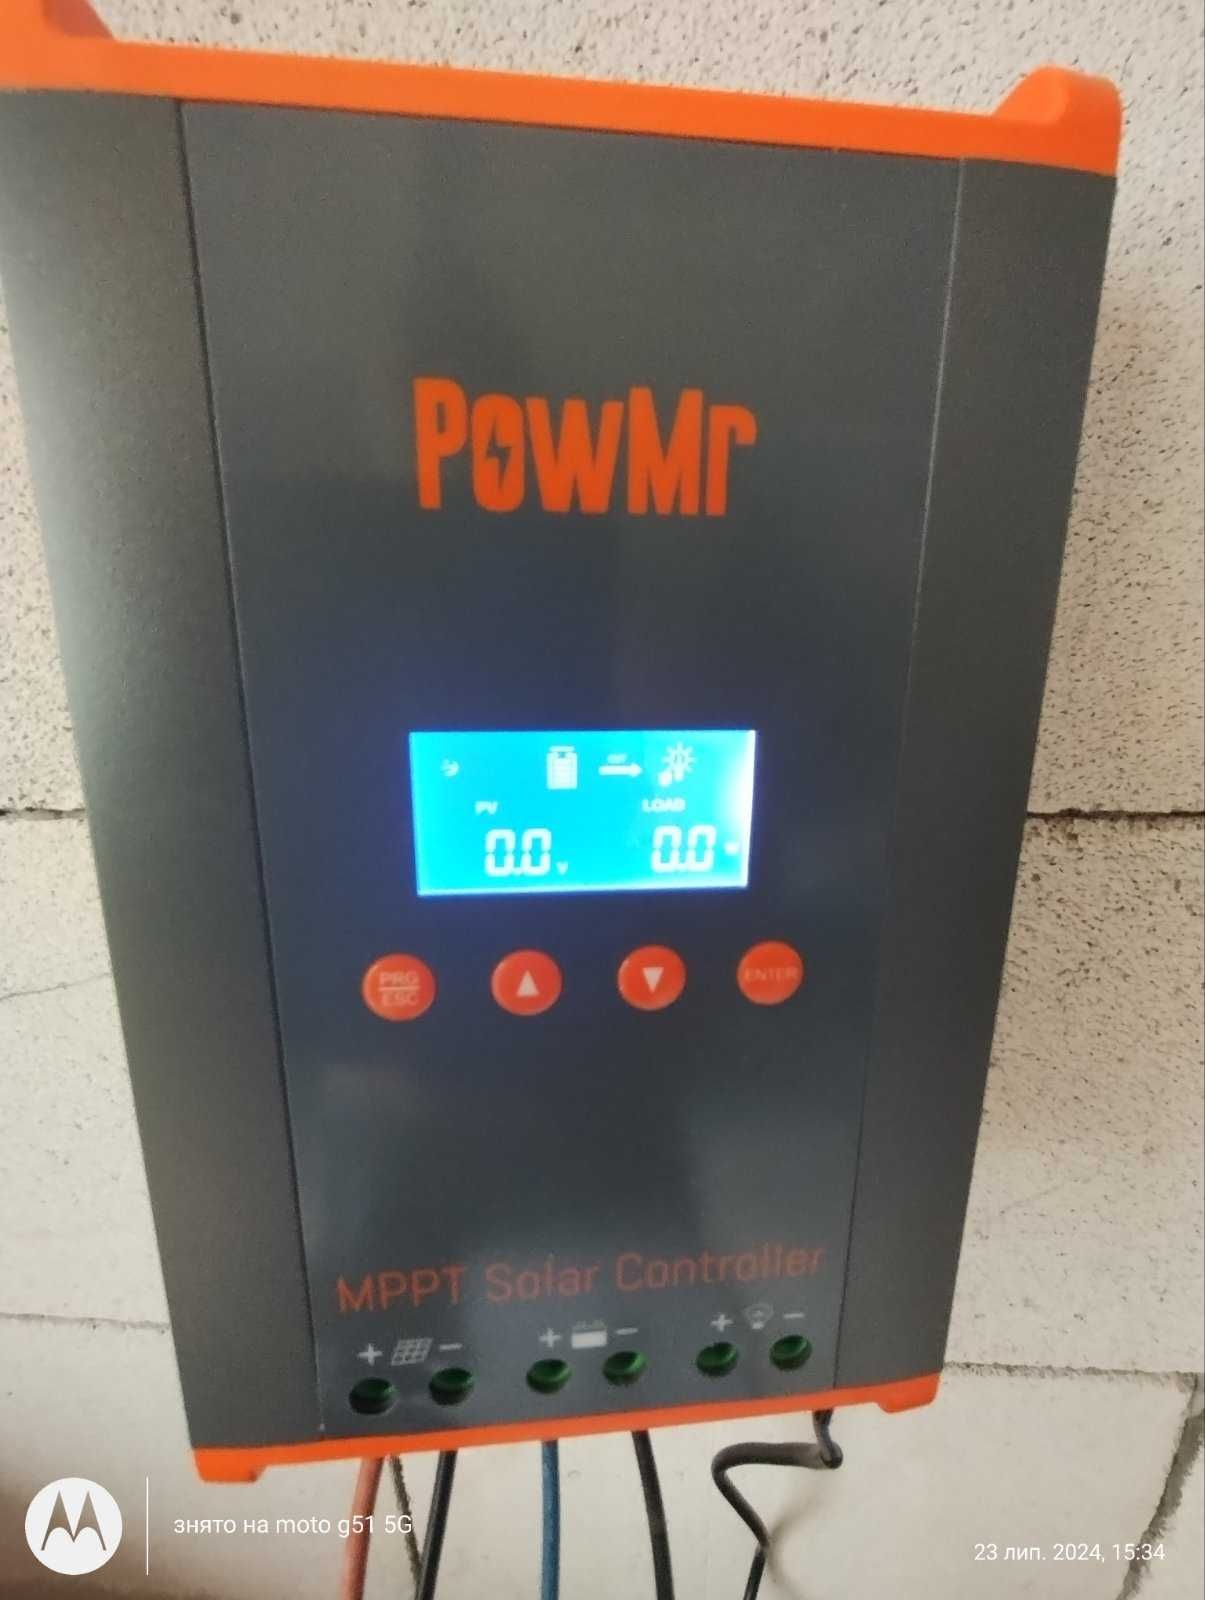 PowMr
PV
LOAD
0.0 V
0.0 W
PRG
ESC
ENTER
MPPT Solar Controller
+ - + - + -
знято на moto g51 5G
23 лип. 2024, 15:34